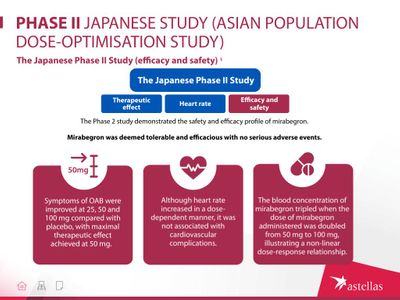 PHASE II JAPANESE STUDY (ASIAN POPULATION
DOSE-OPTIMISATION STUDY)
The Japanese Phase II Study (efficacy and safety)
The Japanese Phase II Study
Therapeutic
effect
Heart rate
Efficacy and
safety
The Phase 2 study demonstrated the safety and efficacy profile of mirabegron.
Mirabegron was deemed tolerable and efficacious with no serious adverse events.
50mg
Symptoms of OAB were
improved at 25, 50 and
100 mg compared with
placebo, with maximal
therapeutic effect
achieved at 50 mg.
Although heart rate
increased in a dose-
dependent manner, it was
not associated with
cardiovascular
complications.
The blood concentration of
mirabegron tripled when the
dose of mirabegron
administered was doubled
from 50 mg to 100 mg,
illustrating a non-linear
dose-response relationship.
astellas